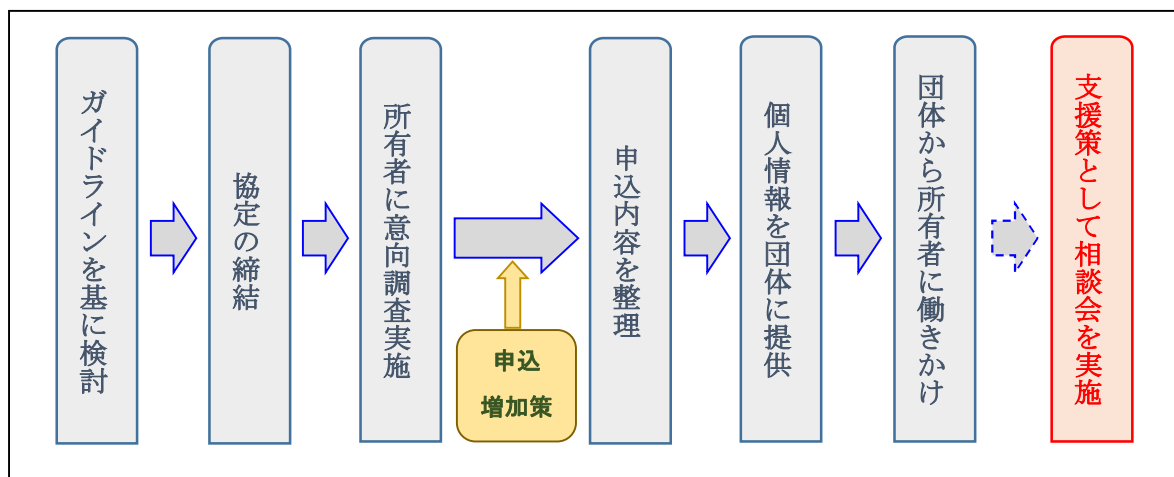 ガイドラインを基に検討
協定の締結
所有者に意向調査実施
申込
増加策
申込内容を整理
個人情報を団体に提供
団体から所有者に働きかけ
支援策として相談会を実施